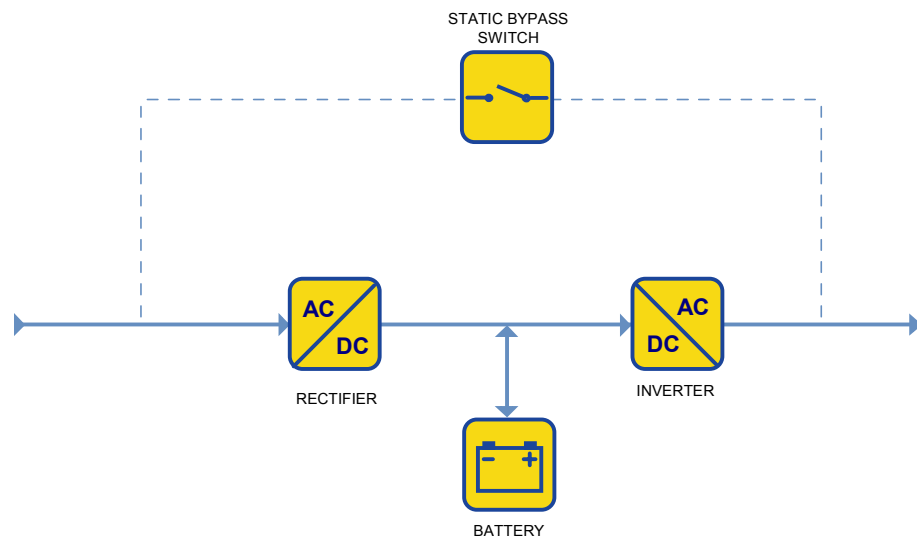 STATIC BYPASS
SWITCH
AC
DC
RECTIFIER
AC
DC
INVERTER
BATTERY